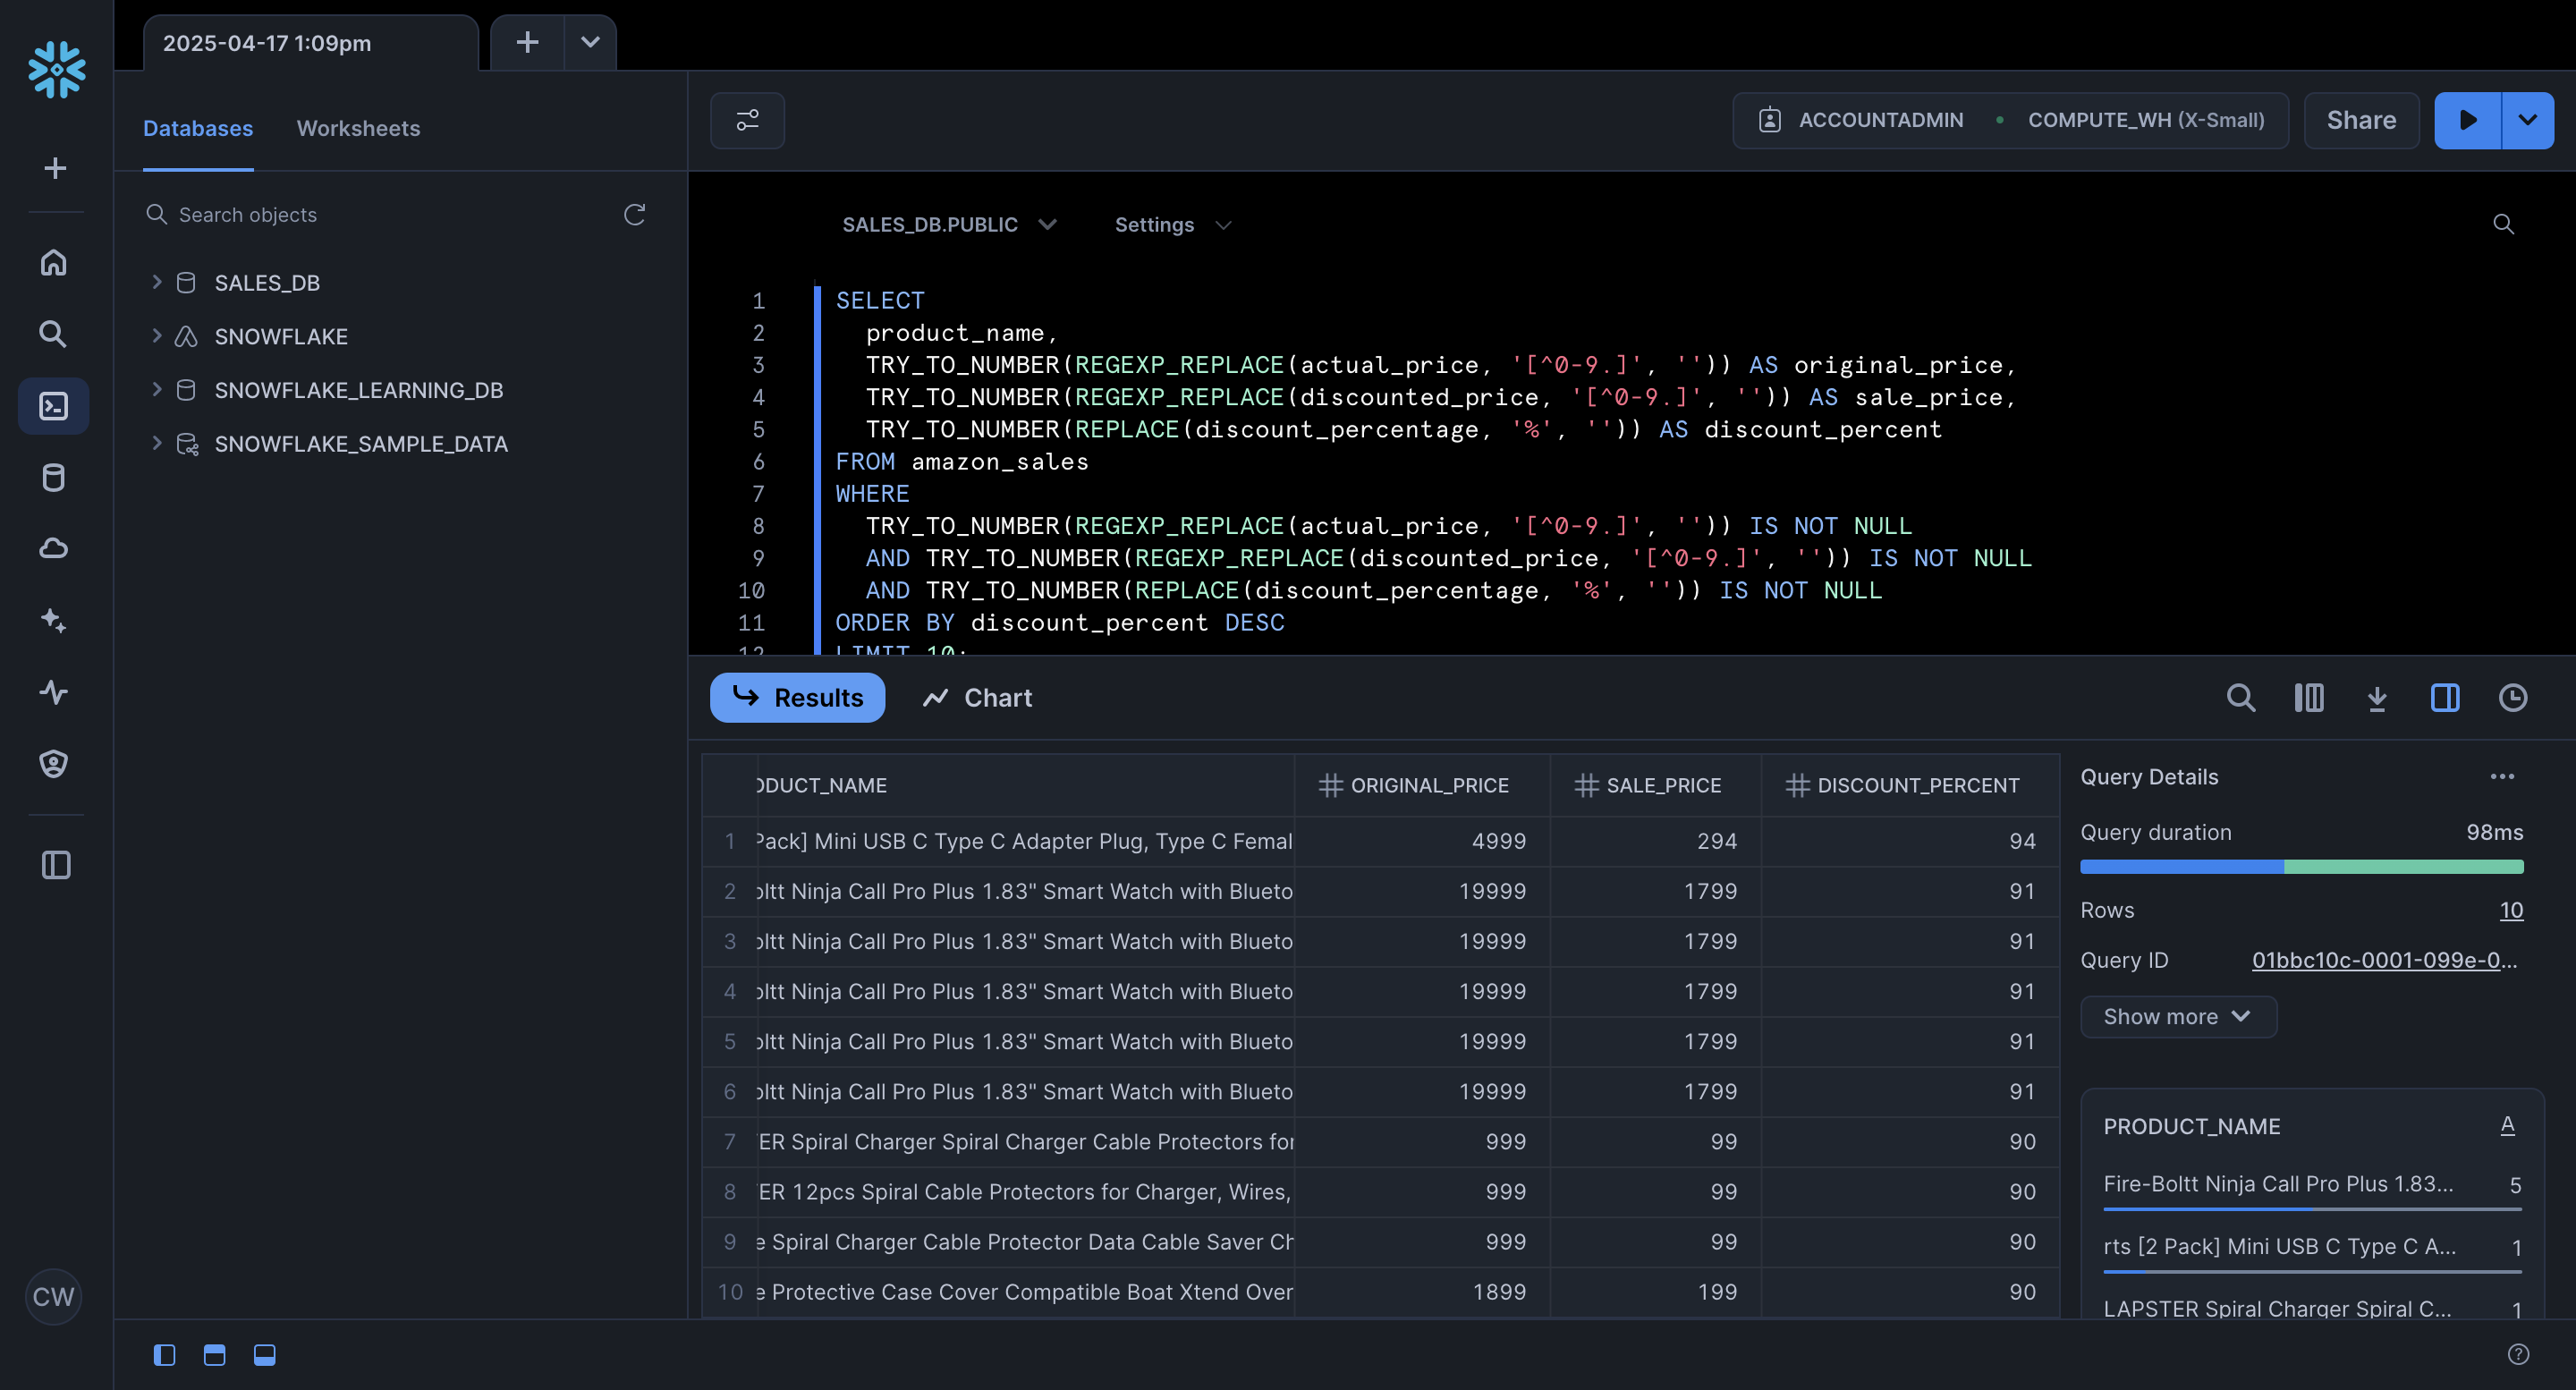 2025-04-17 1:09pm
Databases Worksheets
ACCOUNTADMIN COMPUTE_WH (X-Small) Share
Search objects
SALES_DB
SNOWFLAKE
SNOWFLAKE_LEARNING_DB
SNOWFLAKE_SAMPLE_DATA
CW
SALES_DB.PUBLIC Settings
1 SELECT
2 product_name,
3 TRY_TO_NUMBER(REGEXP_REPLACE(actual_price, '[^0-9.]', '')) AS original_price,
4 TRY_TO_NUMBER(REGEXP_REPLACE(discounted_price, '[^0-9.]', '')) AS sale_price,
5 TRY_TO_NUMBER(REPLACE(discount_percentage, '%', '')) AS discount_percent
6 FROM amazon_sales
7 WHERE
8 TRY_TO_NUMBER(REGEXP_REPLACE(actual_price, '[^0-9.]', '')) IS NOT NULL
9 AND TRY_TO_NUMBER(REGEXP_REPLACE(discounted_price, '[^0-9.]', '')) IS NOT NULL
10 AND TRY_TO_NUMBER(REPLACE(discount_percentage, '%', '')) IS NOT NULL
11 ORDER BY discount_percent DESC
12 LIMIT 10;
Results Chart
ODUCT_NAME ORIGINAL_PRICE SALE_PRICE DISCOUNT_PERCENT
1 Pack] Mini USB C Type C Adapter Plug, Type C Femal 4999 294 94
2 oltt Ninja Call Pro Plus 1.83" Smart Watch with Blueto 19999 1799 91
3 oltt Ninja Call Pro Plus 1.83" Smart Watch with Blueto 19999 1799 91
4 oltt Ninja Call Pro Plus 1.83" Smart Watch with Blueto 19999 1799 91
5 oltt Ninja Call Pro Plus 1.83" Smart Watch with Blueto 19999 1799 91
6 oltt Ninja Call Pro Plus 1.83" Smart Watch with Blueto 19999 1799 91
7 TER Spiral Charger Spiral Charger Cable Protectors for 999 99 90
8 TER 12pcs Spiral Cable Protectors for Charger, Wires, 999 99 90
9 e Spiral Charger Cable Protector Data Cable Saver Ch 999 99 90
10 e Protective Case Cover Compatible Boat Xtend Over 1899 199 90
Query Details
Query duration 98ms
Rows 10
Query ID 01bbc10c-0001-099e-0...
Show more
PRODUCT_NAME A
Fire-Boltt Ninja Call Pro Plus 1.83... 5
rts [2 Pack] Mini USB C Type C A... 1
LAPSTER Spiral Charger Spiral C... 1